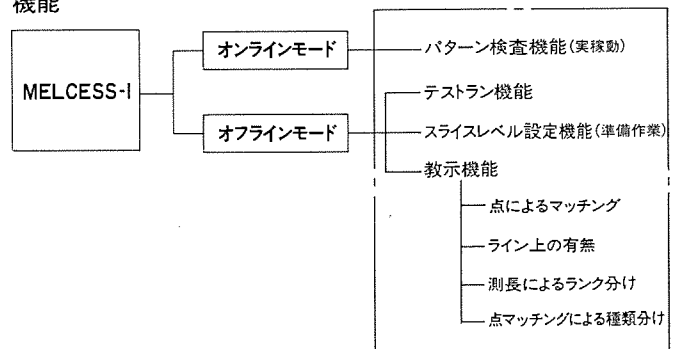 機能
MELCESS-I
オンラインモード
パターン検査機能(実稼動)
テストラン機能
オフラインモード
スライスレベル設定機能(準備作業)
教示機能
点によるマッチング
ライン上の有無
測長によるランク分け
点マッチングによる種類分け